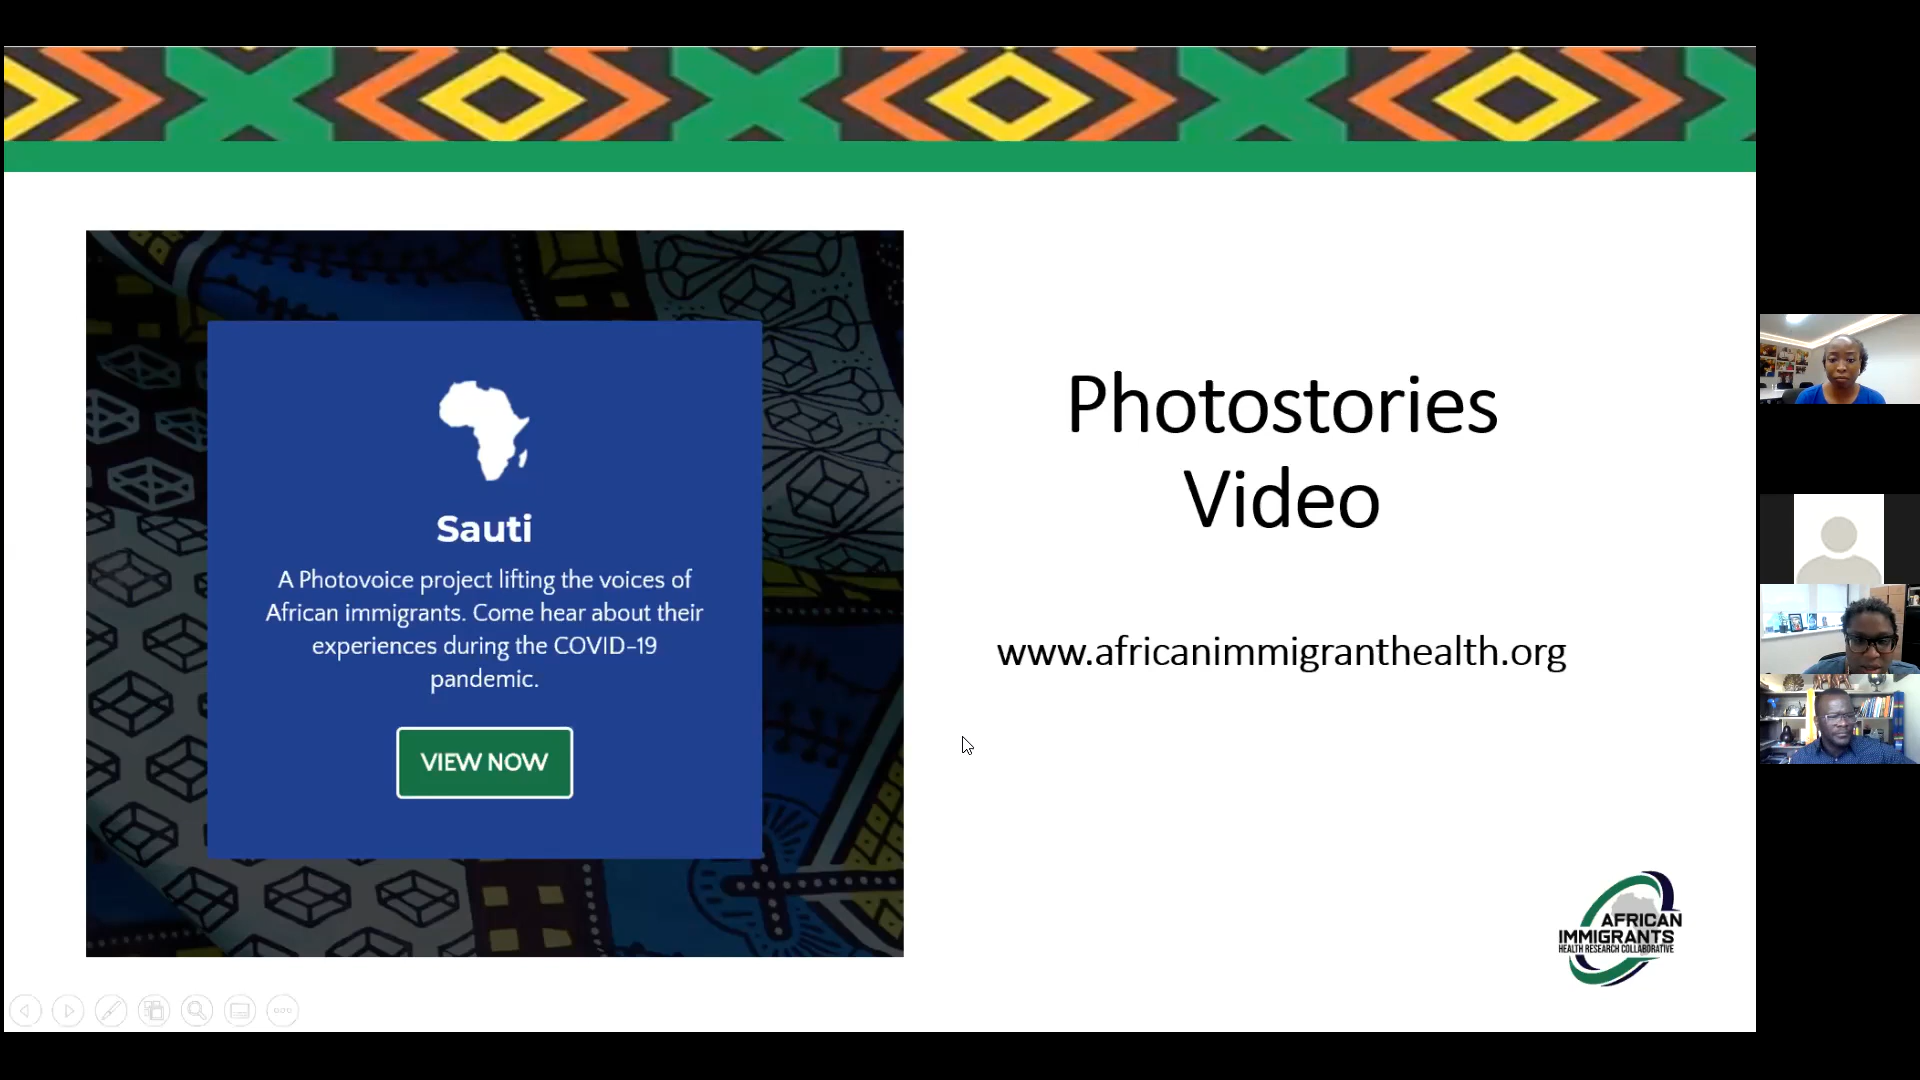 Sauti
A Photovoice project lifting the voices of
African immigrants. Come hear about their
experiences during the COVID-19
pandemic.
VIEW NOW
Photostories
Video
www.africanimmigranthealth.org
AFRICAN
IMMIGRANTS
HEALTH RESEARCH COLLABORATIVE